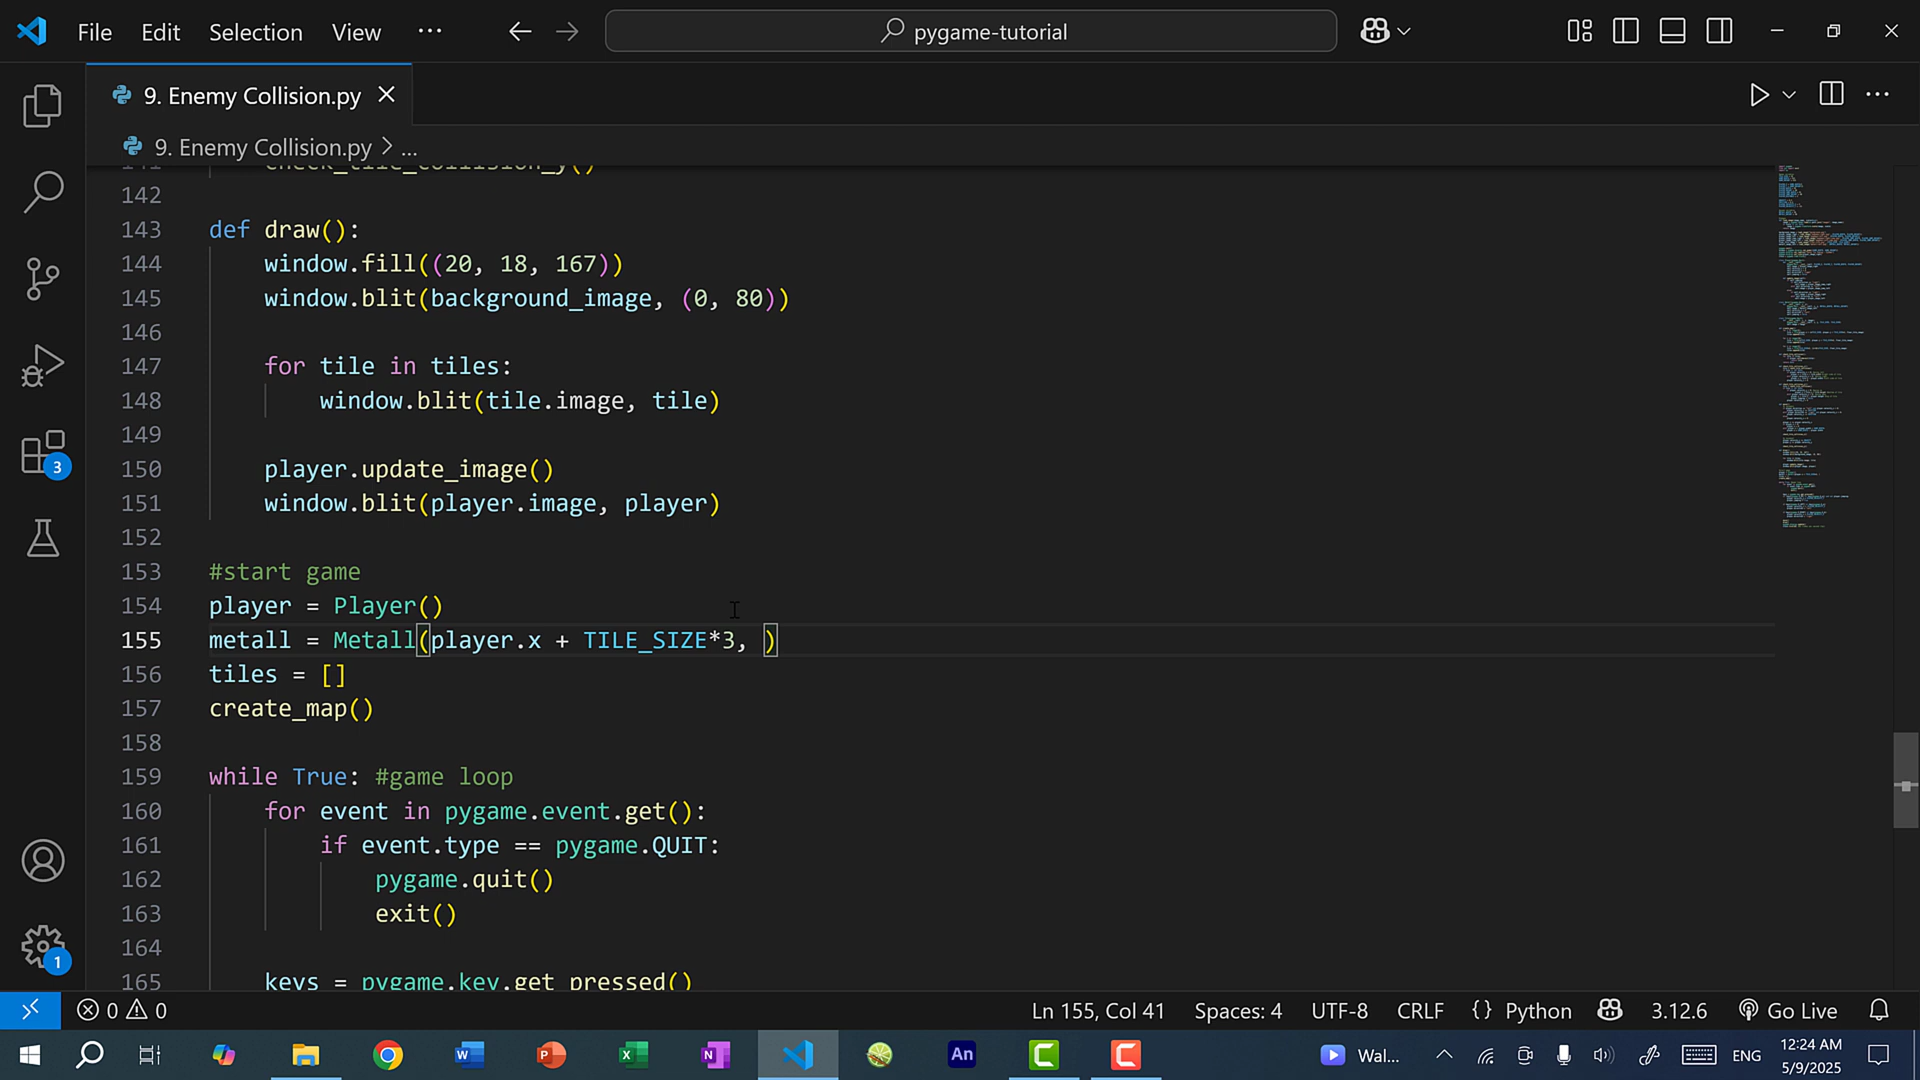 File Edit Selection View ... pygame-tutorial
9. Enemy Collision.py
9. Enemy Collision.py > ...
141 check_tile_collision_y()
142
143 def draw():
144 window.fill((20, 18, 167))
145 window.blit(background_image, (0, 80))
146
147 for tile in tiles:
148 window.blit(tile.image, tile)
149
150 player.update_image()
151 window.blit(player.image, player)
152
153 #start game
154 player = Player()
155 metall = Metall(player.x + TILE_SIZE*3, )
156 tiles = []
157 create_map()
158
159 while True: #game loop
160 for event in pygame.event.get():
161 if event.type == pygame.QUIT:
162 pygame.quit()
163 exit()
164
165 keys = pygame.key.get_pressed()
3
1
0 0 Ln 155, Col 41 Spaces: 4 UTF-8 CRLF {} Python 3.12.6 Go Live
An Wal... ENG 12:24 AM
5/9/2025